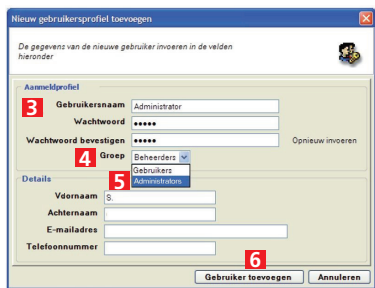 Nieuw gebruikersprofiel toevoegen
De gegevens van de nieuwe gebruiker invoeren in de velden
hieronder
Aanmeldprofiel
3 Gebruikersnaam Administrator
Wachtwoord •••••
Wachtwoord bevestigen ••••• Opnieuw invoeren
4 Groep Beheerders
Gebruikers
5 Administrators
Details
Voornaam S.
Achternaam
E-mailadres
Telefoonnummer
6
Gebruiker toevoegen Annuleren